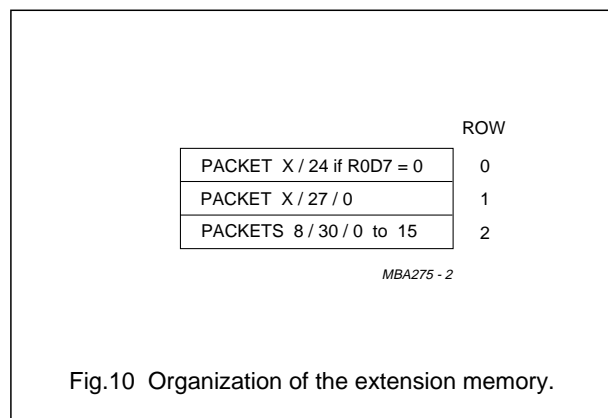 ROW
PACKET X / 24 if R0D7 = 0 0
PACKET X / 27 / 0 1
PACKETS 8 / 30 / 0 to 15 2
MBA275 - 2
Fig.10 Organization of the extension memory.